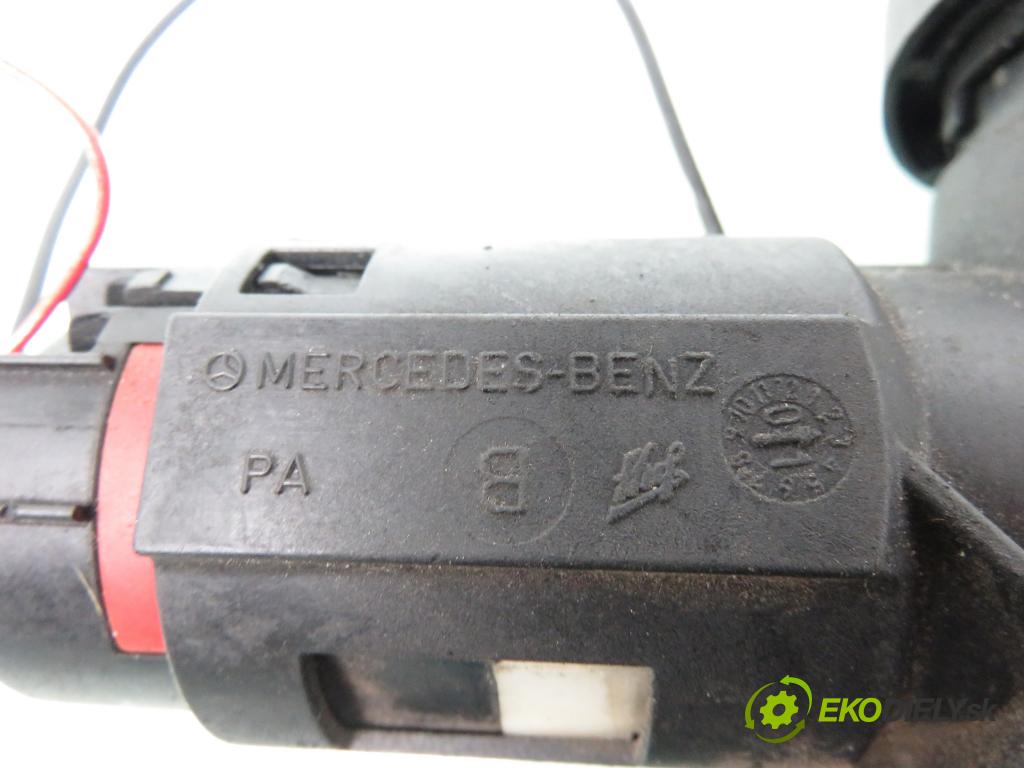 MERCEDES-BENZ
PA
B
EKODIELY.sk